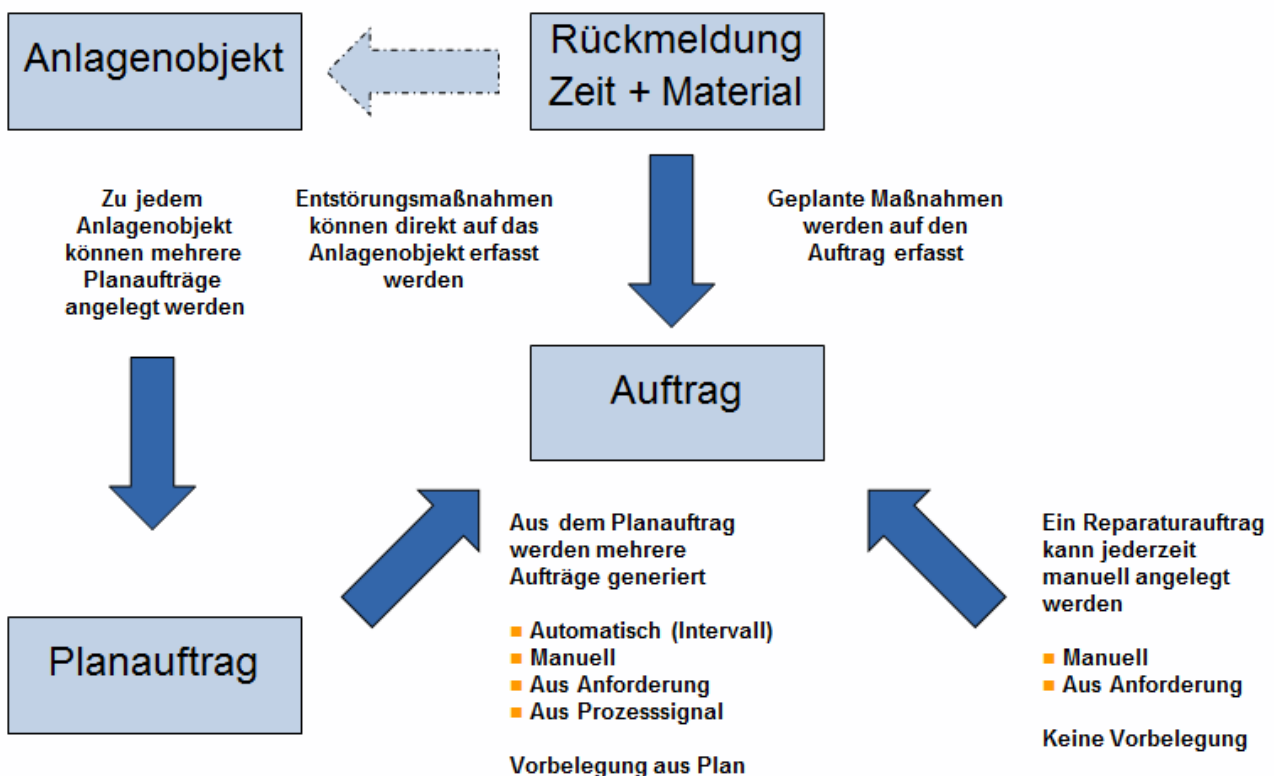 Anlagenobjekt
Rückmeldung
Zeit + Material
Zu jedem
Anlagenobjekt
können mehrere
Planaufträge
angelegt werden
Entstörungsmaßnahmen
können direkt auf das
Anlagenobjekt erfasst
werden
Geplante Maßnahmen
werden auf den
Auftrag erfasst
Auftrag
Planauftrag
Aus dem Planauftrag
werden mehrere
Aufträge generiert
Automatisch (Intervall)
Manuell
Aus Anforderung
Aus Prozesssignal
Vorbelegung aus Plan
Ein Reparaturauftrag
kann jederzeit
manuell angelegt
werden
Manuell
Aus Anforderung
Keine Vorbelegung